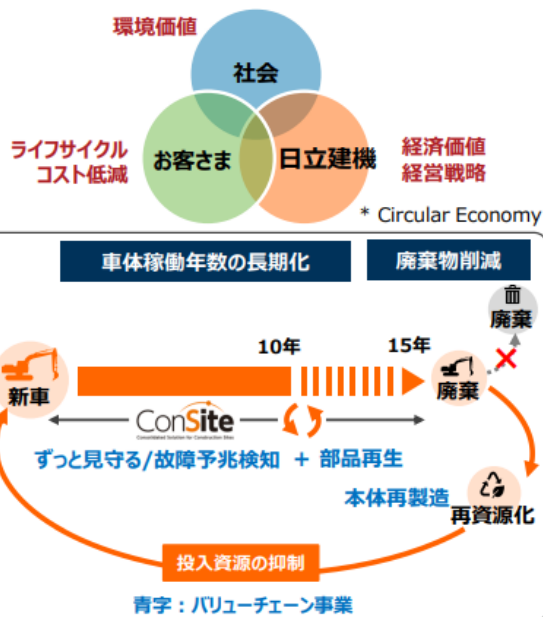 環境価値
社会
お客さま
日立建機
ライフサイクル
コスト低減
経済価値
経営戦略
* Circular Economy
車体稼働年数の長期化
廃棄物削減
廃棄
10年
15年
新車
廃棄
ConSite
Consolidated Solution for Construction Sites
ずっと見守る/故障予兆検知 + 部品再生
本体再製造
再資源化
投入資源の抑制
青字：バリューチェーン事業